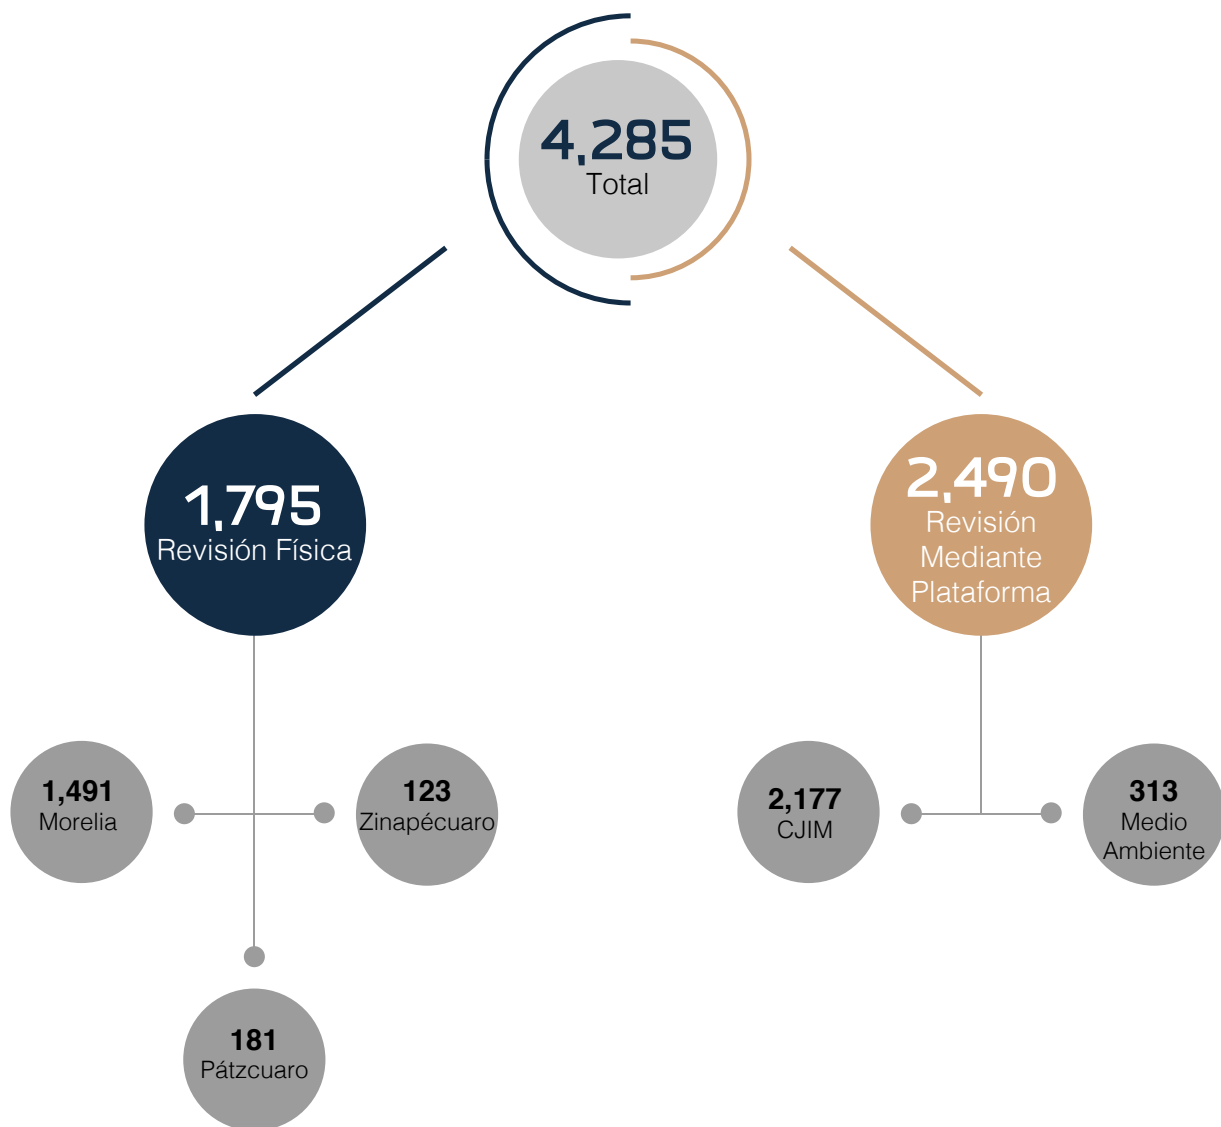 4,285
Total
1,795
Revisión Física
2,490
Revisión
Mediante
Plataforma
1,491
Morelia
123
Zinapécuaro
181
Pátzcuaro
2,177
CJIM
313
Medio
Ambiente